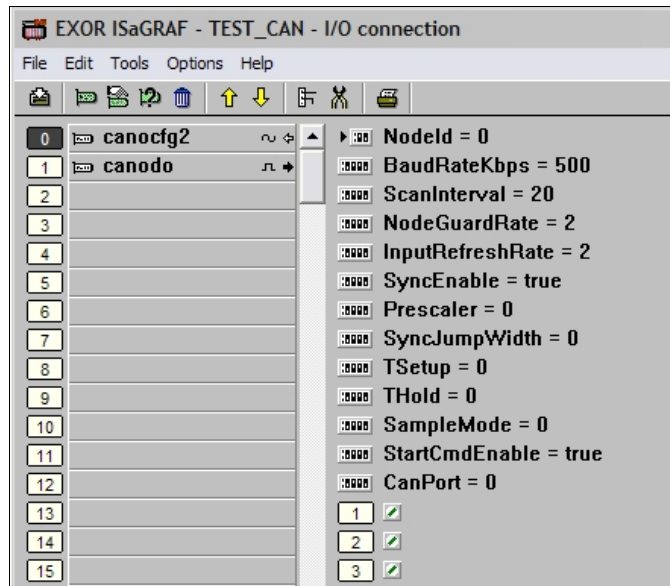 EXOR ISaGRAF - TEST_CAN - I/O connection
File Edit Tools Options Help
0 canocfg2
1 canodo
2
3
4
5
6
7
8
9
10
11
12
13
14
15
NodeId = 0
BaudRateKbps = 500
ScanInterval = 20
NodeGuardRate = 2
InputRefreshRate = 2
SyncEnable = true
Prescaler = 0
SyncJumpWidth = 0
TSetup = 0
THold = 0
SampleMode = 0
StartCmdEnable = true
CanPort = 0
1
2
3